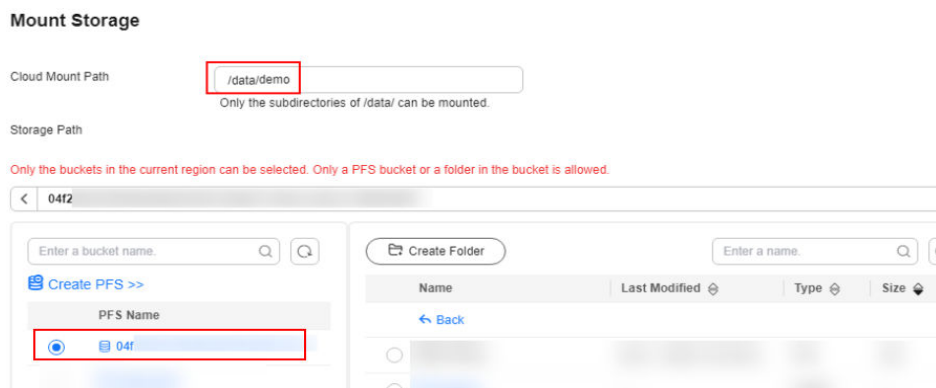 Mount Storage
Cloud Mount Path
/data/demo
Only the subdirectories of /data/ can be mounted.
Storage Path
Only the buckets in the current region can be selected. Only a PFS bucket or a folder in the bucket is allowed.
04f2
Enter a bucket name.
Create Folder
Enter a name.
Create PFS >>
Name Last Modified Type Size
PFS Name
Back
04f